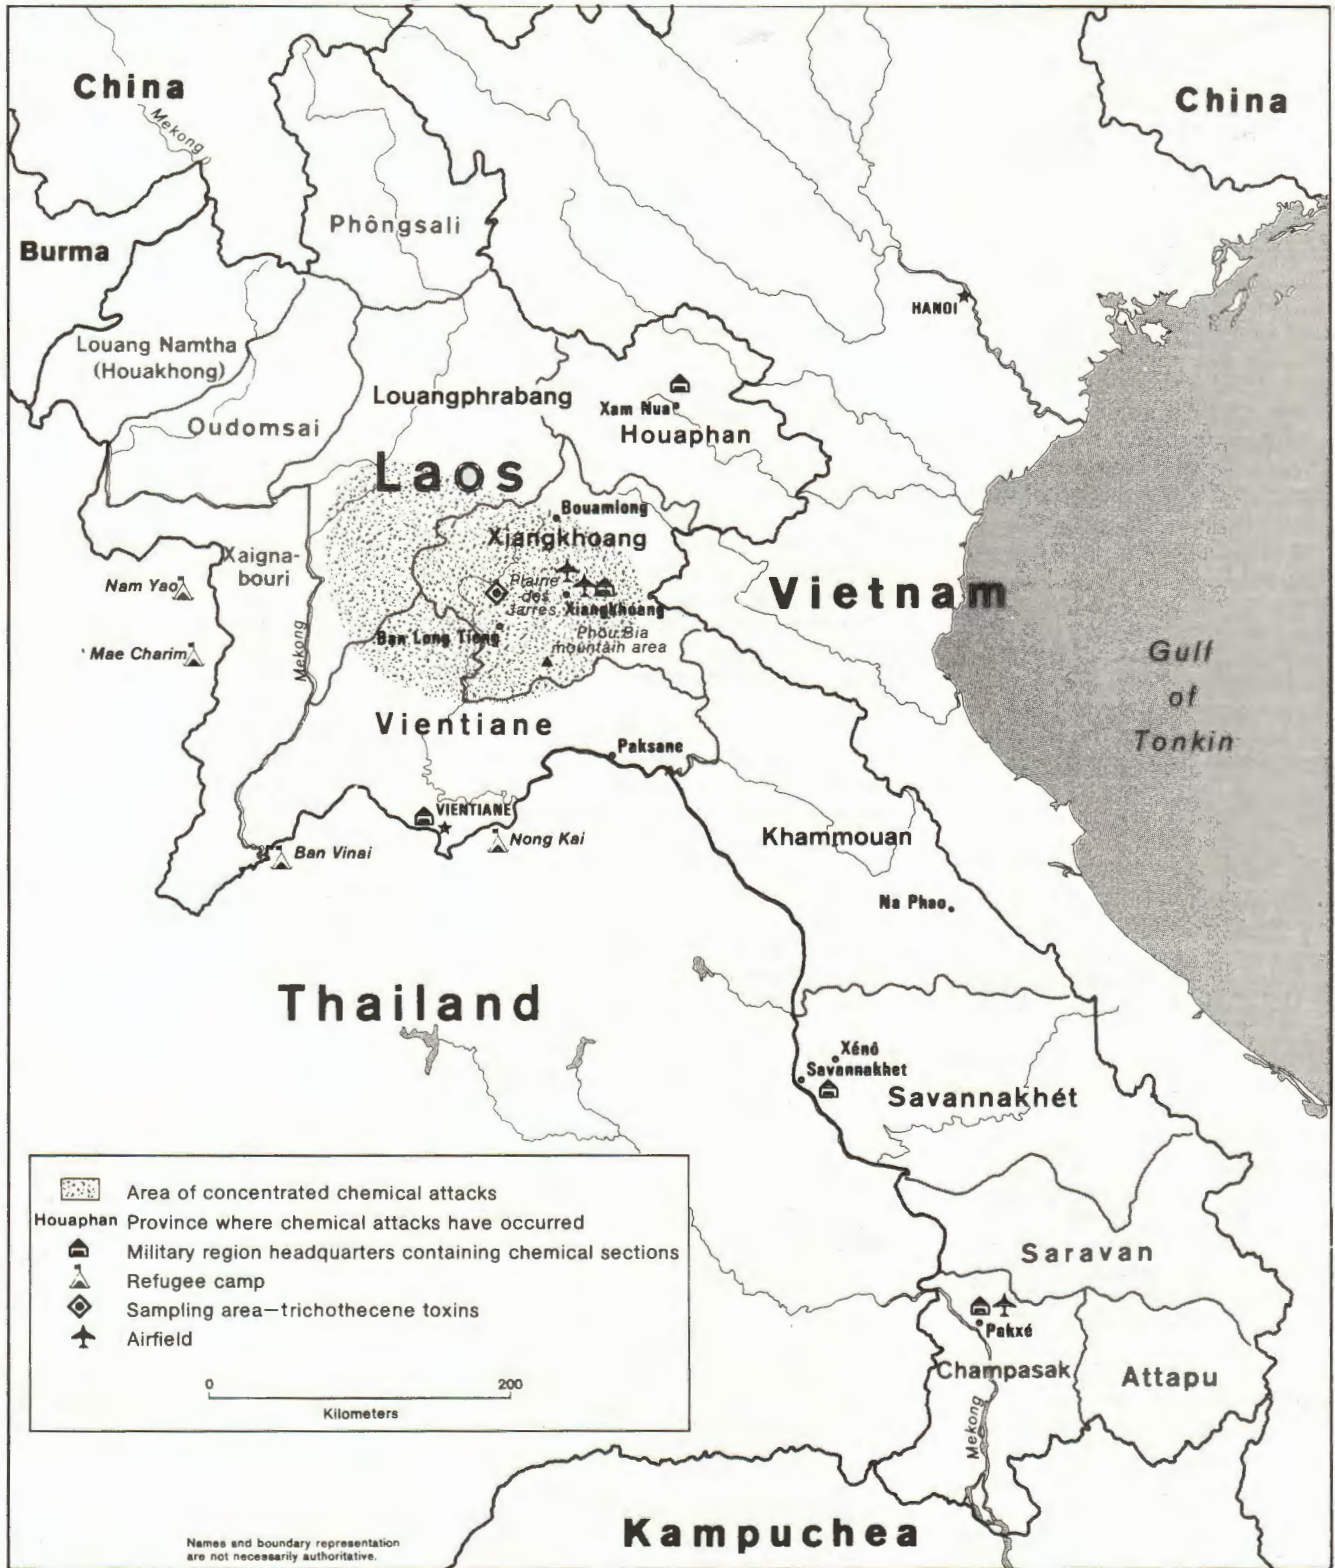 China
Mekong
China
Phôngsali
Burma
HANOI
Louang Namtha
(Houakhong)
Louangphrabang
Oudomsai
Xam Nua
Houaphan
Laos
Bouamlong
Xiangkhoang
Xaigna-
bouri
Nam Yao
Plaine
des
Jarres
Xiangkhoang
Vietnam
Ban Long Tieng
Phou Bia
mountain area
Mae Charim
Mekong
Gulf
of
Tonkin
Vientiane
Paksane
VIENTIANE
Nong Kai
Ban Vinai
Khammouan
Na Phao
Thailand
Xénô
Savannakhet
Savannakhét
Area of concentrated chemical attacks
Houaphan Province where chemical attacks have occurred
Military region headquarters containing chemical sections
Refugee camp
Sampling area—trichothecene toxins
Airfield
0 200
Kilometers
Saravan
Pakxé
Champasak
Attapu
Mekong
Kampuchea
Names and boundary representation
are not necessarily authoritative.